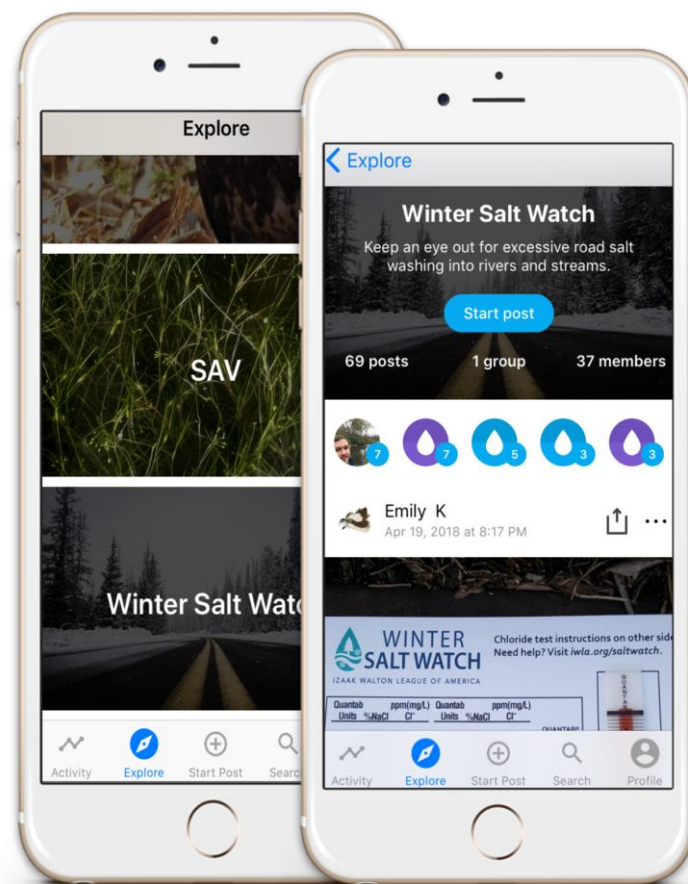 Explore
SAV
Winter Salt
Activity
Explore
Start Post
Explore
Winter Salt Watch
Keep an eye out for excessive road salt
washing into rivers and streams.
Start post
69 posts 1 group 37 members
7 7 5 3 3
Emily K
Apr 19, 2018 at 8:17 PM
WINTER
SALT WATCH
IZAAK WALTON LEAGUE OF AMERICA
Chloride test instructions on other
Need help? Visit iwla.org/saltwatch.
Quantab ppm(mg/L) Quantab ppm(mg/L)
Units %NaCl Cl⁻ Units %NaCl Cl⁻
QUANTAB®
Activity Explore Start Post Search Profile